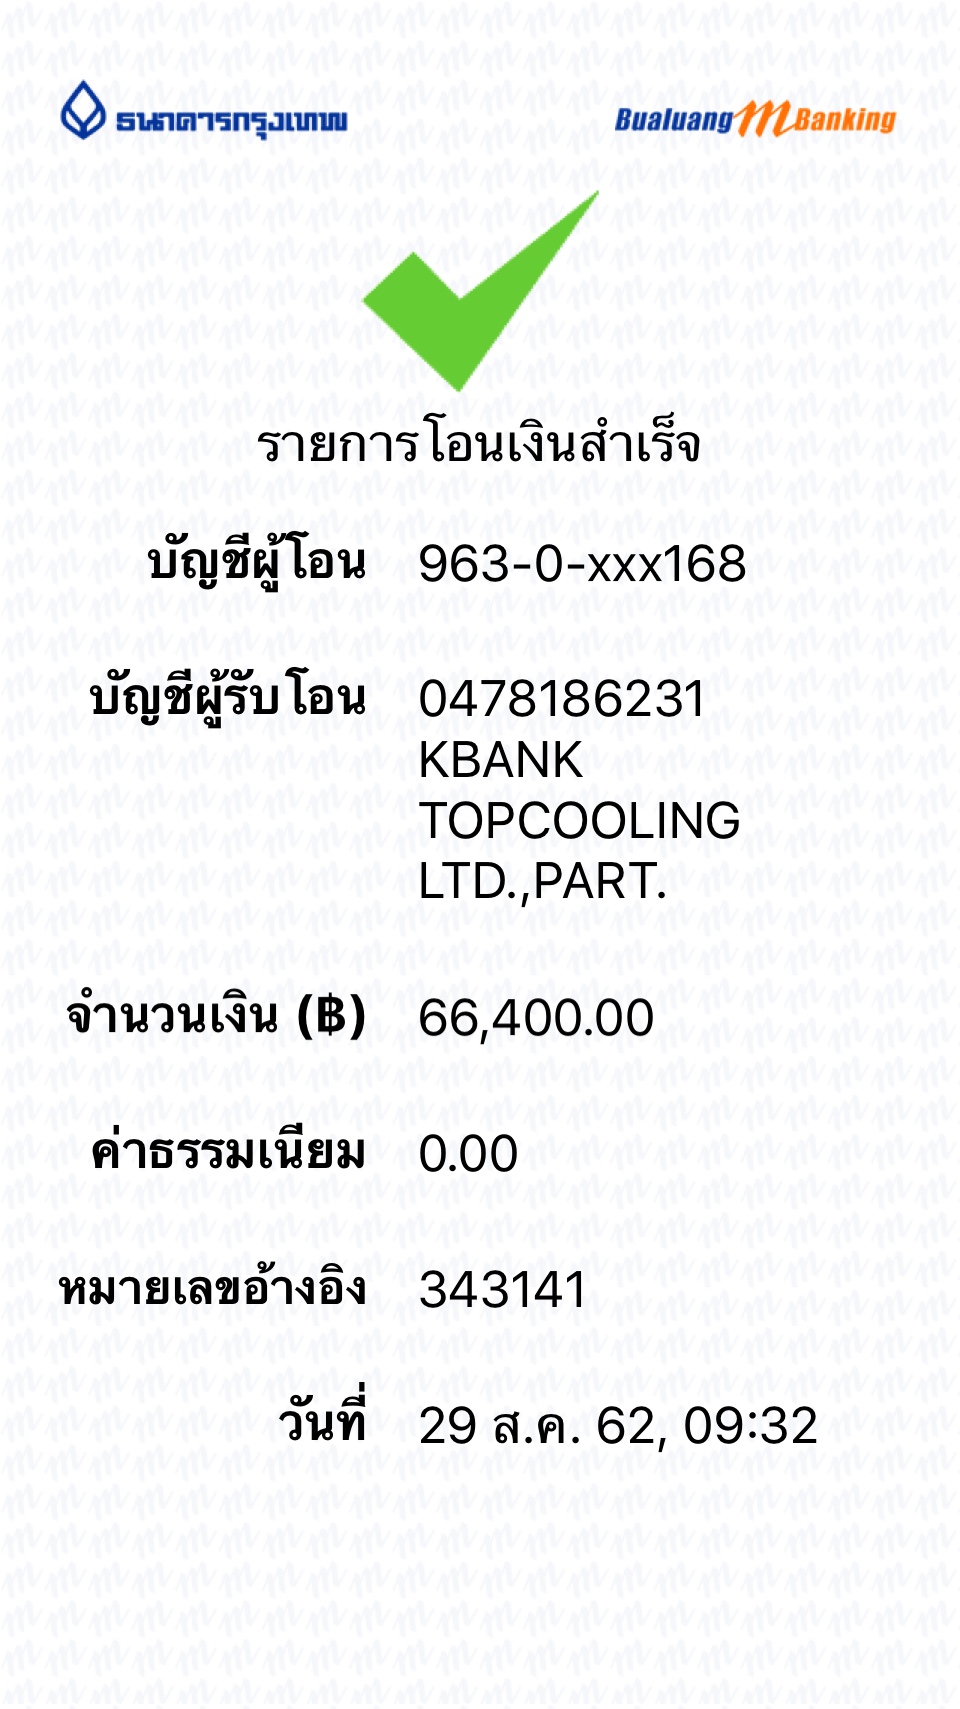 ธนาคารกรุงเทพ Bualuang mBanking
รายการโอนเงินสำเร็จ
บัญชีผู้โอน 963-0-xxx168
บัญชีผู้รับโอน 0478186231
KBANK
TOPCOOLING
LTD.,PART.
จำนวนเงิน (฿) 66,400.00
ค่าธรรมเนียม 0.00
หมายเลขอ้างอิง 343141
วันที่ 29 ส.ค. 62, 09:32